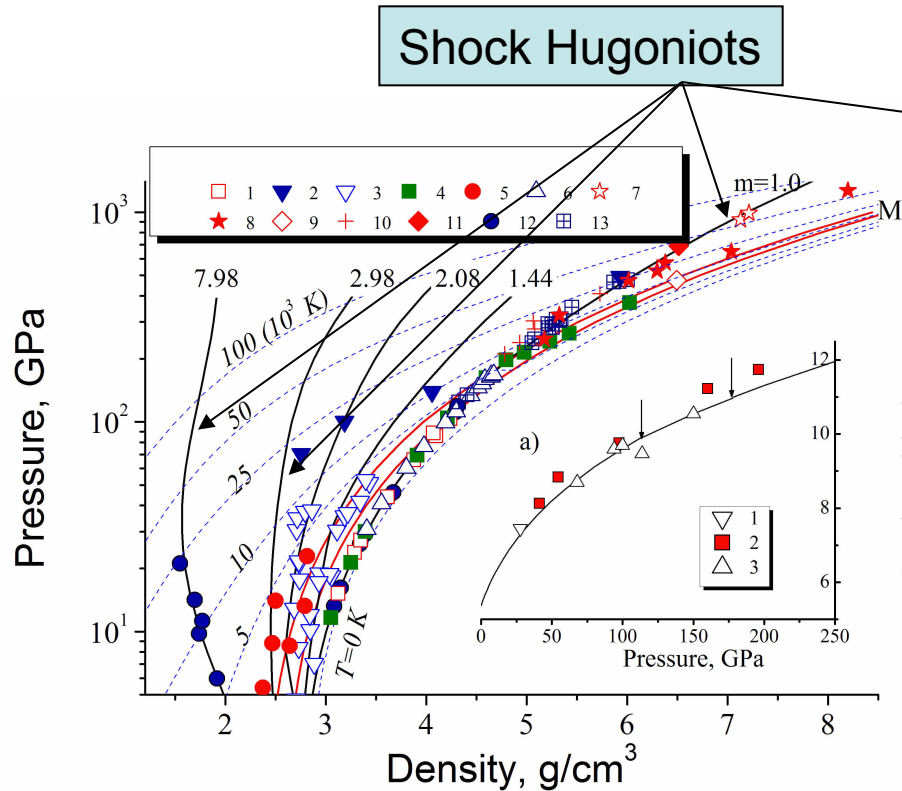 Shock Hugoniots
1 2 3 4 5 6 7
8 9 10 11 12 13
m=1.0
M
7.98 2.98 2.08 1.44
100 (10³ K)
50
25
10
5
T=0 K
10³
10²
10¹
Pressure, GPa
2 3 4 5 6 7 8
Density, g/cm³
a)
12
10
8
6
1
2
3
0 50 100 150 200 250
Pressure, GPa